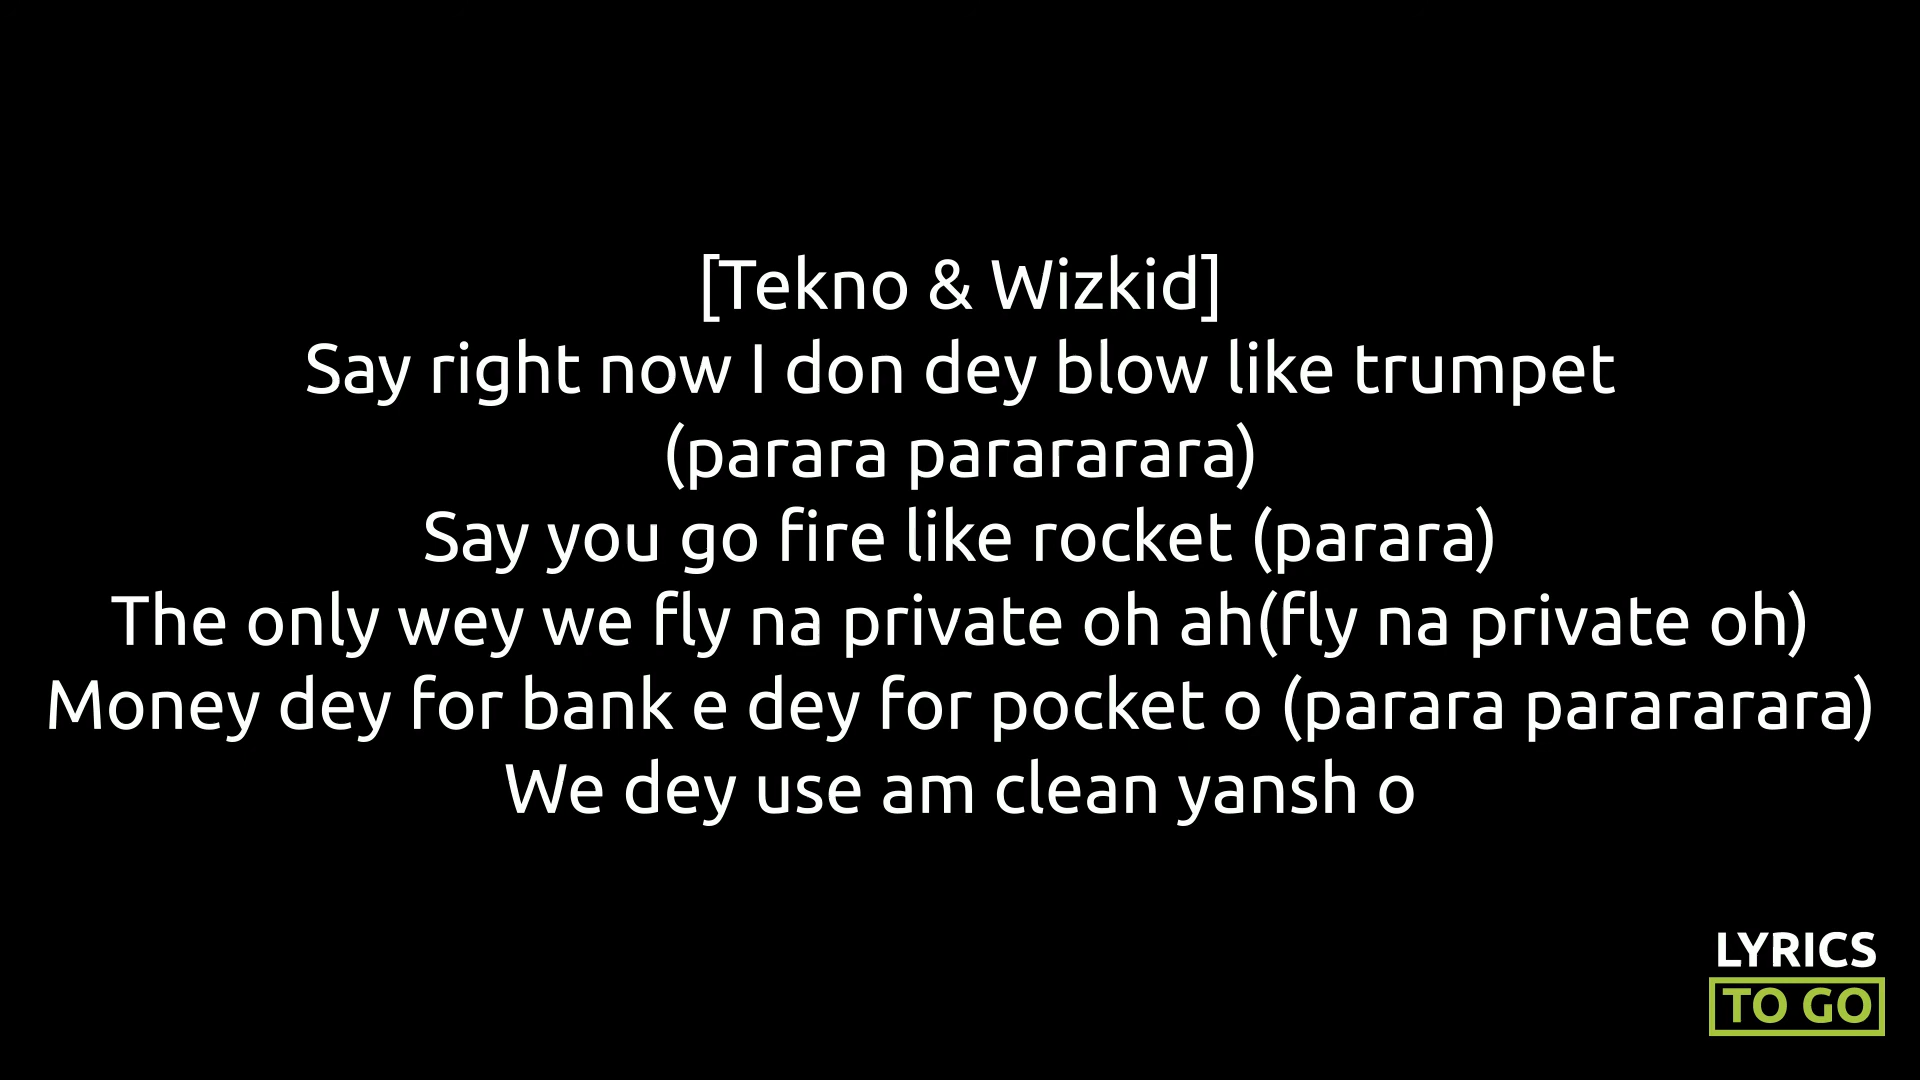 [Tekno & Wizkid]
Say right now I don dey blow like trumpet
(parara parararara)
Say you go fire like rocket (parara)
The only wey we fly na private oh ah(fly na private oh)
Money dey for bank e dey for pocket o (parara parararara)
We dey use am clean yansh o
LYRICS
TO GO